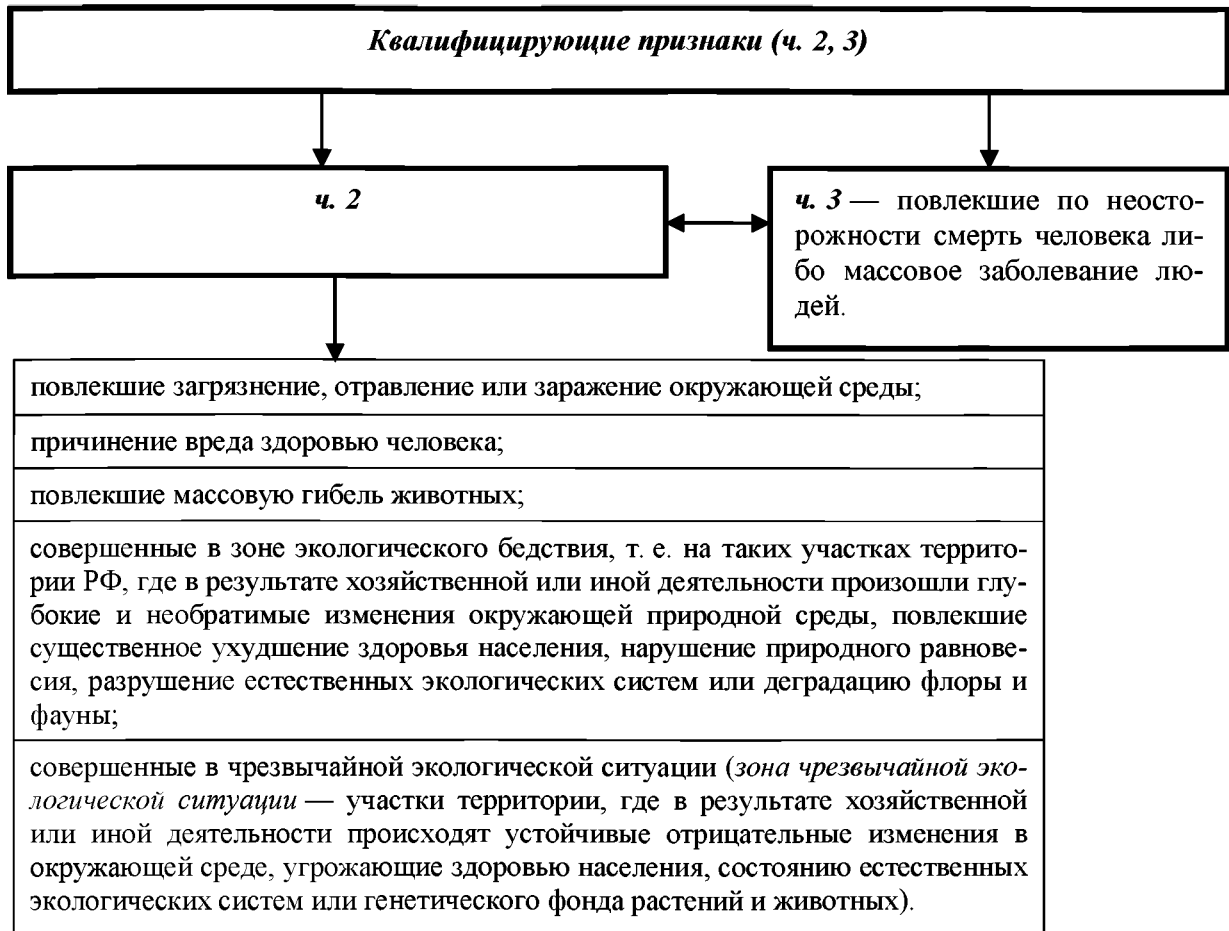 Квалифицирующие признаки (ч. 2, 3)
ч. 2
ч. 3 — повлекшие по неосто-
рожности смерть человека ли-
бо массовое заболевание лю-
дей.
повлекшие загрязнение, отравление или заражение окружающей среды;
причинение вреда здоровью человека;
повлекшие массовую гибель животных;
совершенные в зоне экологического бедствия, т. е. на таких участках террито-
рии РФ, где в результате хозяйственной или иной деятельности произошли глу-
бокие и необратимые изменения окружающей природной среды, повлекшие
существенное ухудшение здоровья населения, нарушение природного равнове-
сия, разрушение естественных экологических систем или деградацию флоры и
фауны;
совершенные в чрезвычайной экологической ситуации (зона чрезвычайной эко-
логической ситуации — участки территории, где в результате хозяйственной
или иной деятельности происходят устойчивые отрицательные изменения в
окружающей среде, угрожающие здоровью населения, состоянию естественных
экологических систем или генетического фонда растений и животных).